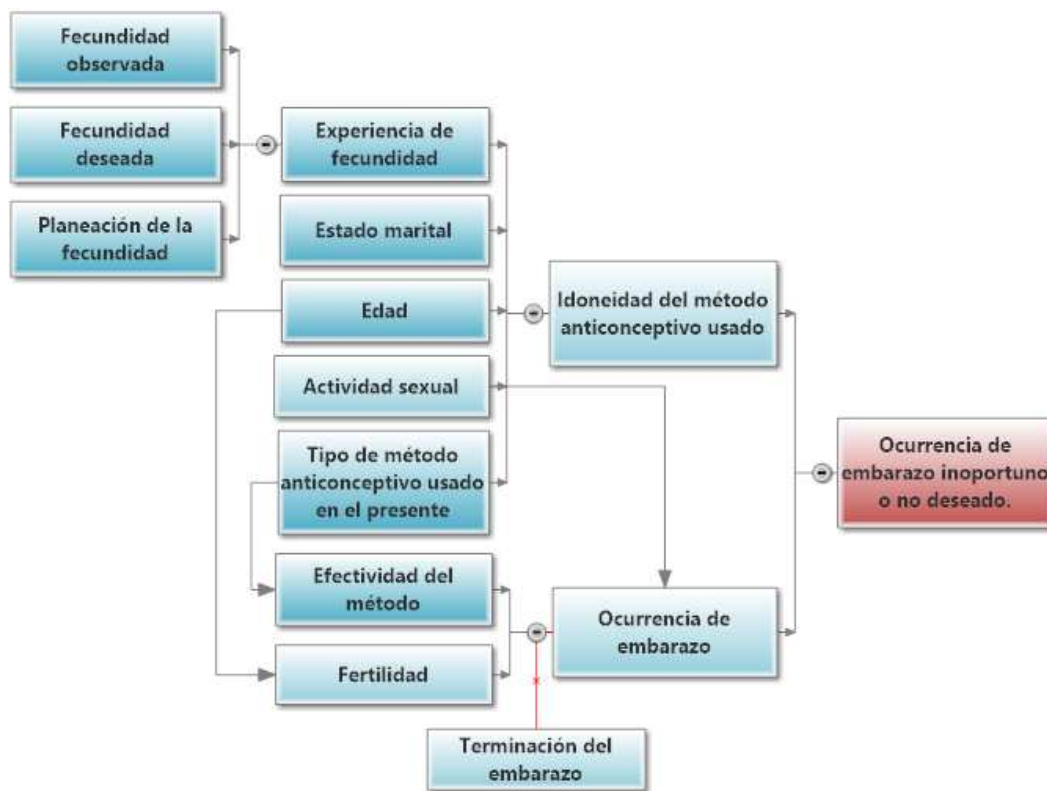 Fecundidad
observada
Fecundidad
deseada
Planeación de la
fecundidad
Experiencia de
fecundidad
Estado marital
Edad
Actividad sexual
Tipo de método
anticonceptivo usado
en el presente
Efectividad del
método
Fertilidad
Terminación del
embarazo
Idoneidad del método
anticonceptivo usado
Ocurrencia de
embarazo
Ocurrencia de
embarazo inoportuno
o no deseado.